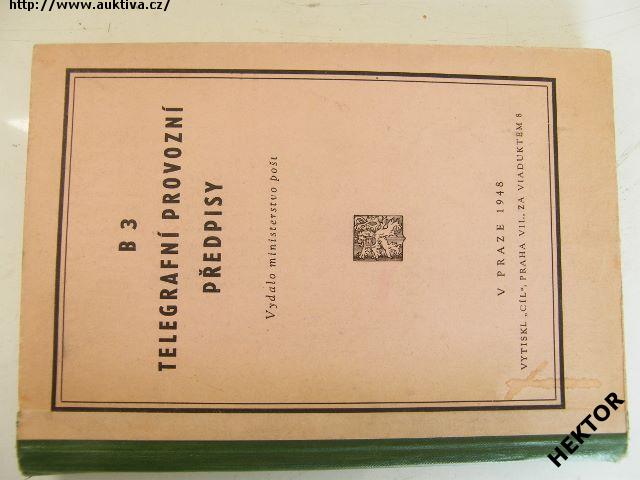 http://www.auktiva.cz/
B 3
TELEGRAFNÍ PROVOZNÍ
PŘEDPISY
Vydalo ministerstvo pošt
V PRAZE 1948
VYTISKL „CÍL“, PRAHA VII., ZA VIADUKTEM 8
HEKTOR